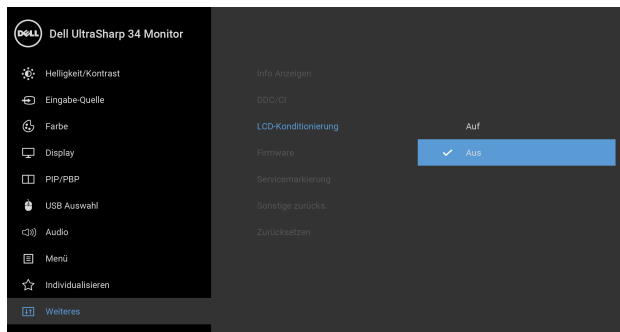 DELL Dell UltraSharp 34 Monitor
Helligkeit/Kontrast
Eingabe-Quelle
Farbe
Display
PIP/PBP
USB Auswahl
Audio
Menü
Individualisieren
Weiteres
Info Anzeigen
DDC/CI
LCD-Konditionierung
Firmware
Servicemarkierung
Sonstige zurücks.
Zurücksetzen
Auf
Aus